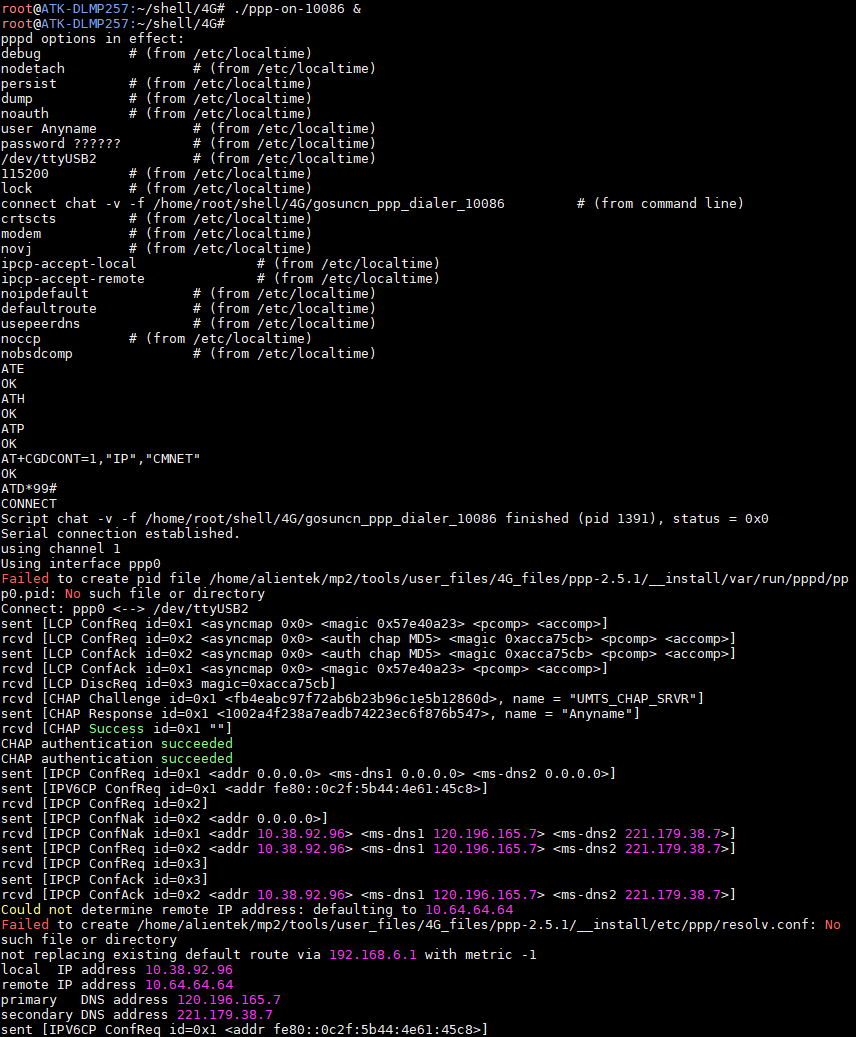 root@ATK-DLMP257:~/shell/4G# ./ppp-on-10086 &
root@ATK-DLMP257:~/shell/4G#
pppd options in effect:
debug           # (from /etc/localtime)
nodetach                # (from /etc/localtime)
persist         # (from /etc/localtime)
dump            # (from /etc/localtime)
noauth          # (from /etc/localtime)
user Anyname            # (from /etc/localtime)
password ??????         # (from /etc/localtime)
/dev/ttyUSB2            # (from /etc/localtime)
115200          # (from /etc/localtime)
lock            # (from /etc/localtime)
connect chat -v -f /home/root/shell/4G/gosuncn_ppp_dialer_10086         # (from command line)
crtscts         # (from /etc/localtime)
modem           # (from /etc/localtime)
novj            # (from /etc/localtime)
ipcp-accept-local               # (from /etc/localtime)
ipcp-accept-remote              # (from /etc/localtime)
noipdefault             # (from /etc/localtime)
defaultroute            # (from /etc/localtime)
usepeerdns              # (from /etc/localtime)
noccp           # (from /etc/localtime)
nobsdcomp               # (from /etc/localtime)
ATE
OK
ATH
OK
ATP
OK
AT+CGDCONT=1,"IP","CMNET"
OK
ATD*99#
CONNECT
Script chat -v -f /home/root/shell/4G/gosuncn_ppp_dialer_10086 finished (pid 1391), status = 0x0
Serial connection established.
using channel 1
Using interface ppp0
Failed to create pid file /home/alientek/mp2/tools/user_files/4G_files/ppp-2.5.1/__install/var/run/pppd/pp
p0.pid: No such file or directory
Connect: ppp0 <--> /dev/ttyUSB2
sent [LCP ConfReq id=0x1 <asyncmap 0x0> <magic 0x57e40a23> <pcomp> <accomp>]
rcvd [LCP ConfReq id=0x2 <asyncmap 0x0> <auth chap MD5> <magic 0xacca75cb> <pcomp> <accomp>]
sent [LCP ConfAck id=0x2 <asyncmap 0x0> <auth chap MD5> <magic 0xacca75cb> <pcomp> <accomp>]
rcvd [LCP ConfAck id=0x1 <asyncmap 0x0> <magic 0x57e40a23> <pcomp> <accomp>]
rcvd [LCP DiscReq id=0x3 magic=0xacca75cb]
rcvd [CHAP Challenge id=0x1 <fb4eabc97f72ab6b23b96c1e5b12860d>, name = "UMTS_CHAP_SRVR"]
sent [CHAP Response id=0x1 <1002a4f238a7eadb74223ec6f876b547>, name = "Anyname"]
rcvd [CHAP Success id=0x1 ""]
CHAP authentication succeeded
CHAP authentication succeeded
sent [IPCP ConfReq id=0x1 <addr 0.0.0.0> <ms-dns1 0.0.0.0> <ms-dns2 0.0.0.0>]
sent [IPV6CP ConfReq id=0x1 <addr fe80::0c2f:5b44:4e61:45c8>]
rcvd [IPCP ConfReq id=0x2]
sent [IPCP ConfNak id=0x2 <addr 0.0.0.0>]
rcvd [IPCP ConfNak id=0x1 <addr 10.38.92.96> <ms-dns1 120.196.165.7> <ms-dns2 221.179.38.7>]
sent [IPCP ConfReq id=0x2 <addr 10.38.92.96> <ms-dns1 120.196.165.7> <ms-dns2 221.179.38.7>]
rcvd [IPCP ConfReq id=0x3]
sent [IPCP ConfAck id=0x3]
rcvd [IPCP ConfAck id=0x2 <addr 10.38.92.96> <ms-dns1 120.196.165.7> <ms-dns2 221.179.38.7>]
Could not determine remote IP address: defaulting to 10.64.64.64
Failed to create /home/alientek/mp2/tools/user_files/4G_files/ppp-2.5.1/__install/etc/ppp/resolv.conf: No
such file or directory
not replacing existing default route via 192.168.6.1 with metric -1
local  IP address 10.38.92.96
remote IP address 10.64.64.64
primary   DNS address 120.196.165.7
secondary DNS address 221.179.38.7
sent [IPV6CP ConfReq id=0x1 <addr fe80::0c2f:5b44:4e61:45c8>]